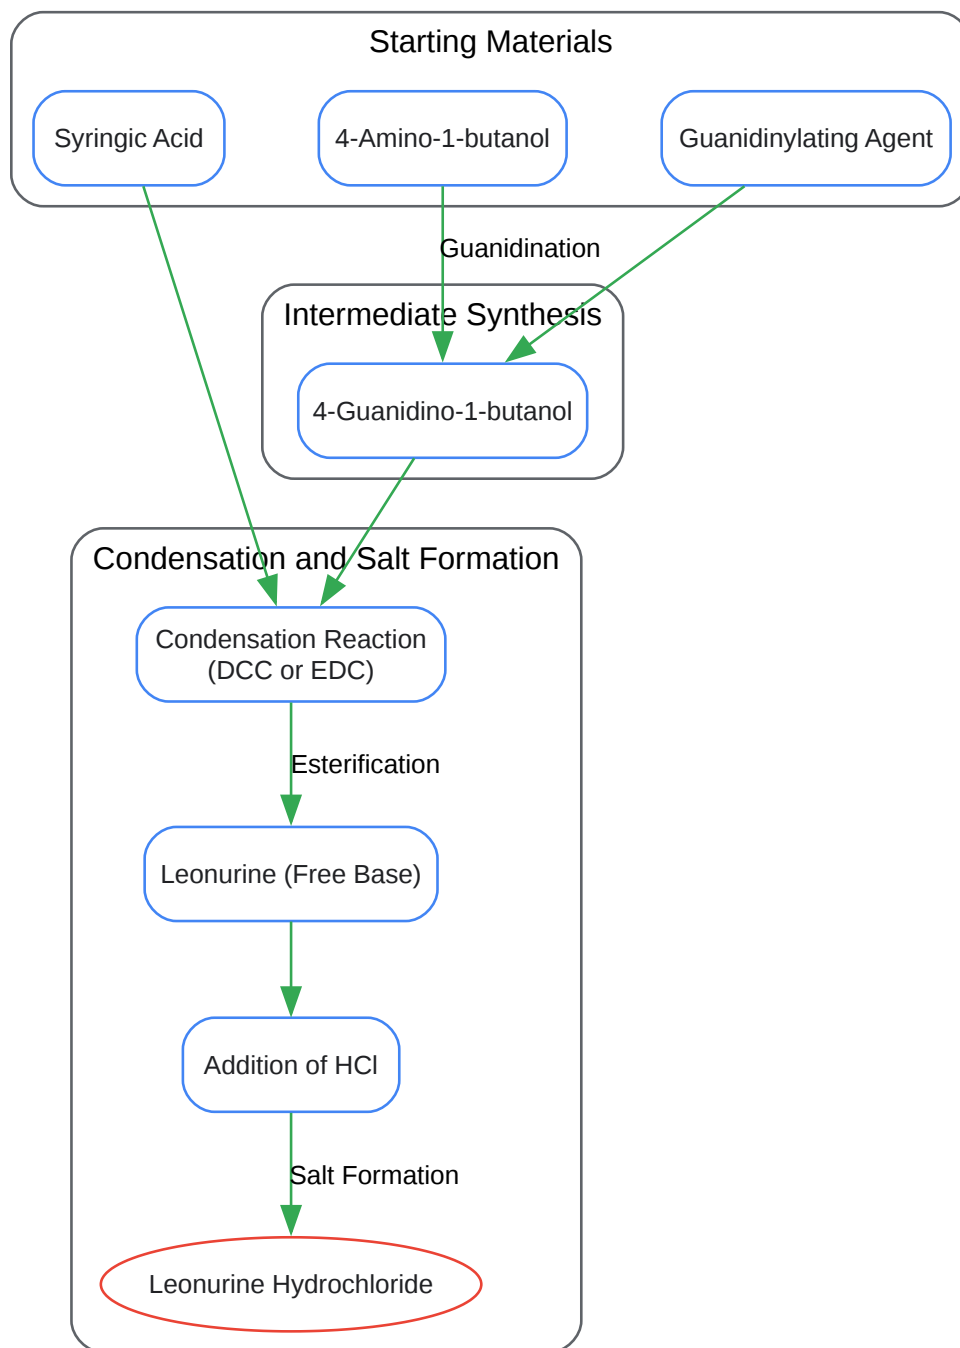 Starting Materials
Syringic Acid
4-Amino-1-butanol
Guanidinylating Agent
Guanidination
Intermediate Synthesis
4-Guanidino-1-butanol
Condensation and Salt Formation
Condensation Reaction
(DCC or EDC)
Esterification
Leonurine (Free Base)
Addition of HCl
Salt Formation
Leonurine Hydrochloride